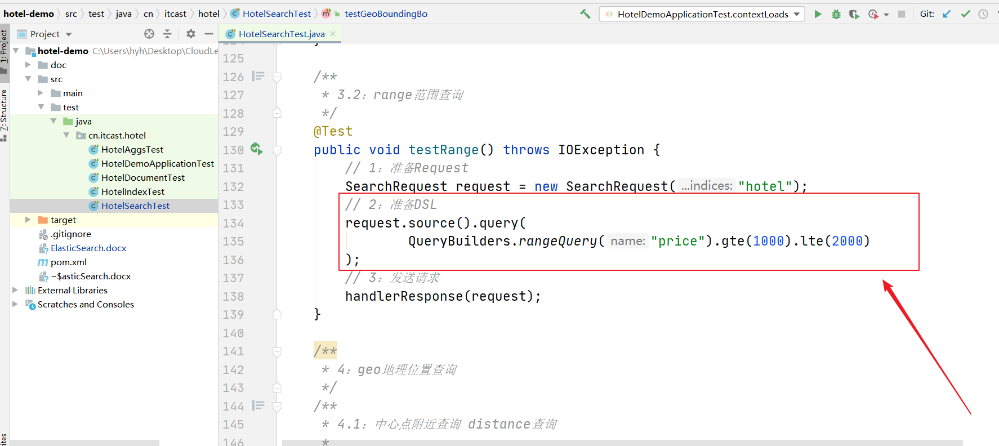 hotel-demo src test java cn itcast hotel HotelSearchTest testGeoBoundingBo HotelDemoApplicationTest.contextLoads Git:
Project HotelSearchTest.java
1: Project
7: Structure
hotel-demo C:\Users\hyh\Desktop\CloudLe
doc
src
main
test
java
cn.itcast.hotel
HotelAggsTest
HotelDemoApplicationTest
HotelDocumentTest
HotelIndexTest
HotelSearchTest
target
.gitignore
ElasticSearch.docx
pom.xml
~$asticSearch.docx
External Libraries
Scratches and Consoles
125
126 /**
127 * 3.2：range范围查询
128 */
129 @Test
130 public void testRange() throws IOException {
131 // 1：准备Request
132 SearchRequest request = new SearchRequest( ...indices: "hotel");
133 // 2：准备DSL
134 request.source().query(
135 QueryBuilders.rangeQuery( name: "price").gte(1000).lte(2000)
136 );
137 // 3：发送请求
138 handlerResponse(request);
139 }
140
141 /**
142 * 4：geo地理位置查询
143 */
144 /**
145 * 4.1：中心点附近查询 distance查询
146 *